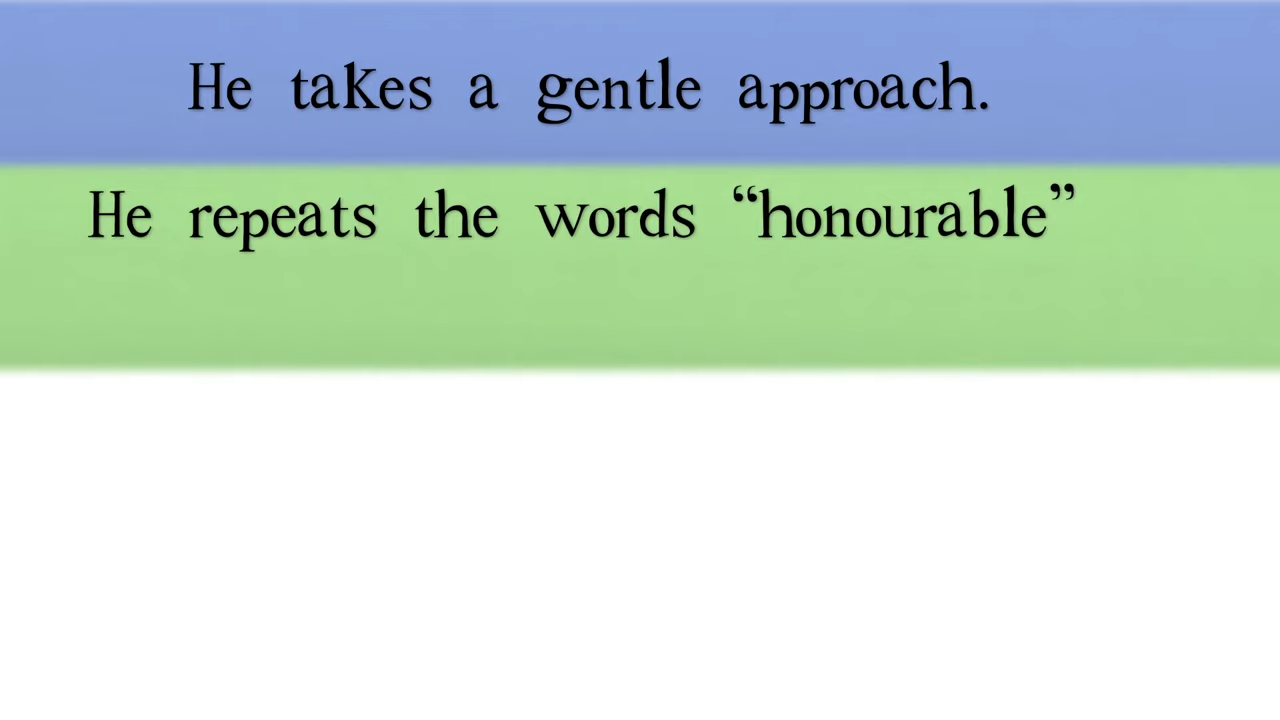 He takes a gentle approach.
He repeats the words “honourable”